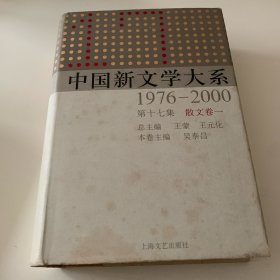 中国新文学大系
1976-2000
第十七集 散文卷一
总主编 王蒙 王元化
本卷主编 吴泰昌
上海文艺出版社